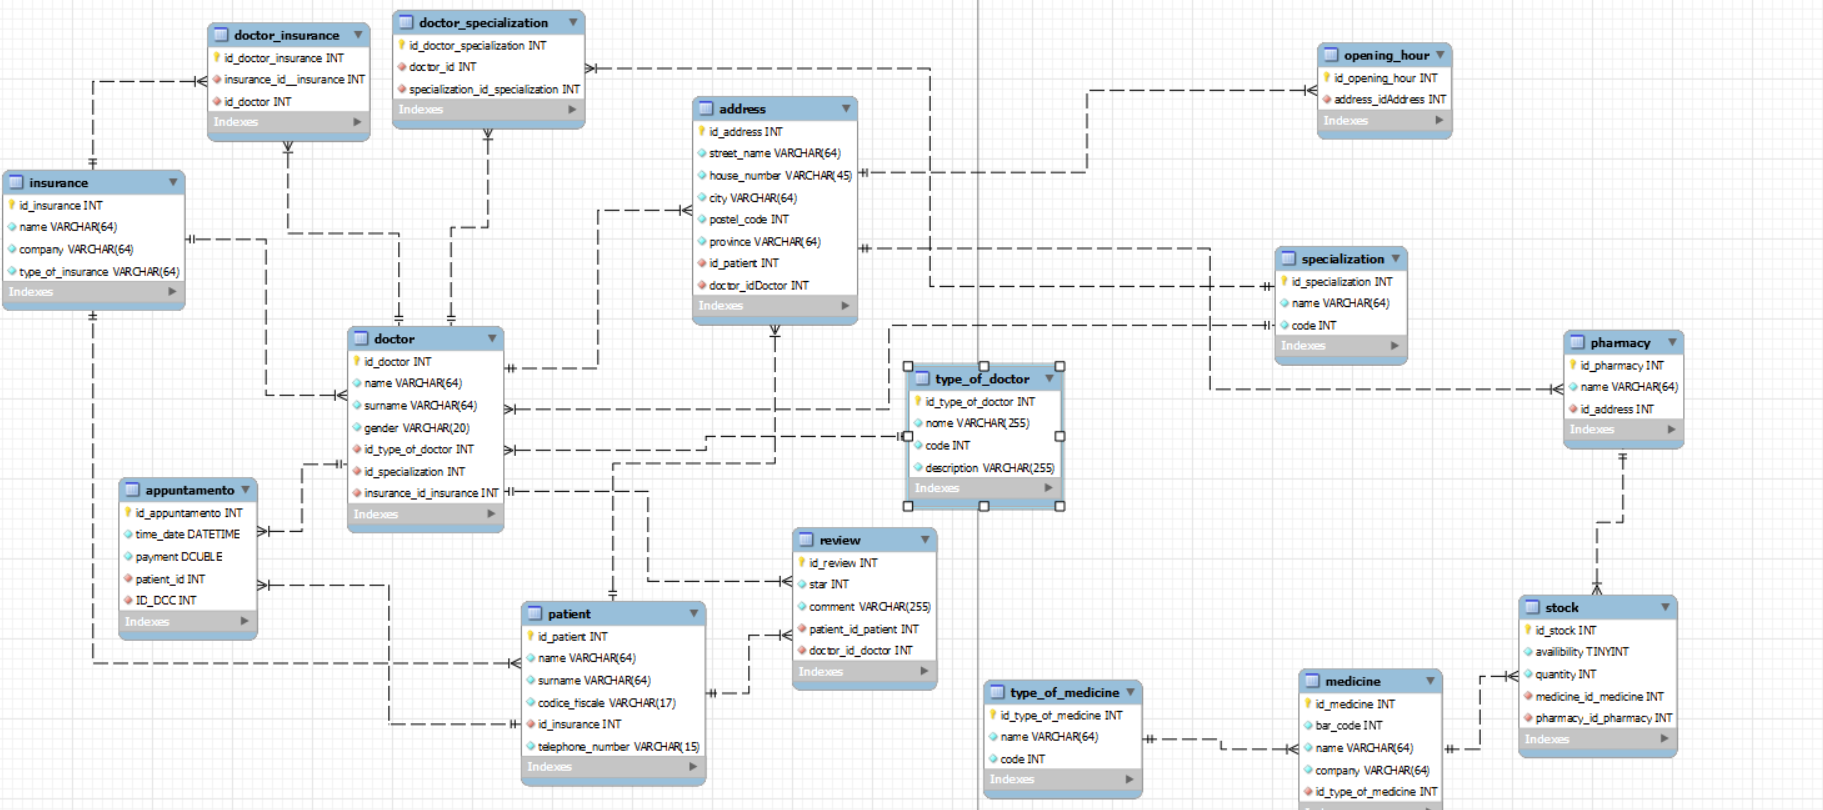 doctor_insurance
id_doctor_insurance INT
insurance_id__insurance INT
id_doctor INT
Indexes
doctor_specialization
id_doctor_specialization INT
doctor_id INT
specialization_id_specialization INT
Indexes
address
id_address INT
street_name VARCHAR(64)
house_number VARCHAR(45)
city VARCHAR(64)
postel_code INT
province VARCHAR(64)
id_patient INT
doctor_idDoctor INT
Indexes
opening_hour
id_opening_hour INT
address_idAddress INT
Indexes
insurance
id_insurance INT
name VARCHAR(64)
company VARCHAR(64)
type_of_insurance VARCHAR(64)
Indexes
specialization
id_specialization INT
name VARCHAR(64)
code INT
Indexes
doctor
id_doctor INT
name VARCHAR(64)
surname VARCHAR(64)
gender VARCHAR(20)
id_type_of_doctor INT
id_specialization INT
insurance_id_insurance INT
Indexes
type_of_doctor
id_type_of_doctor INT
nome VARCHAR(255)
code INT
description VARCHAR(255)
Indexes
pharmacy
id_pharmacy INT
name VARCHAR(64)
id_address INT
Indexes
appuntamento
id_appuntamento INT
time_date DATETIME
payment DOUBLE
patient_id INT
ID_DOC INT
Indexes
review
id_review INT
star INT
comment VARCHAR(255)
patient_id_patient INT
doctor_id_doctor INT
Indexes
patient
id_patient INT
name VARCHAR(64)
surname VARCHAR(64)
codice_fiscale VARCHAR(17)
id_insurance INT
telephone_number VARCHAR(15)
Indexes
stock
id_stock INT
availibility TINYINT
quantity INT
medicine_id_medicine INT
pharmacy_id_pharmacy INT
Indexes
type_of_medicine
id_type_of_medicine INT
name VARCHAR(64)
code INT
Indexes
medicine
id_medicine INT
bar_code INT
name VARCHAR(64)
company VARCHAR(64)
id_type_of_medicine INT